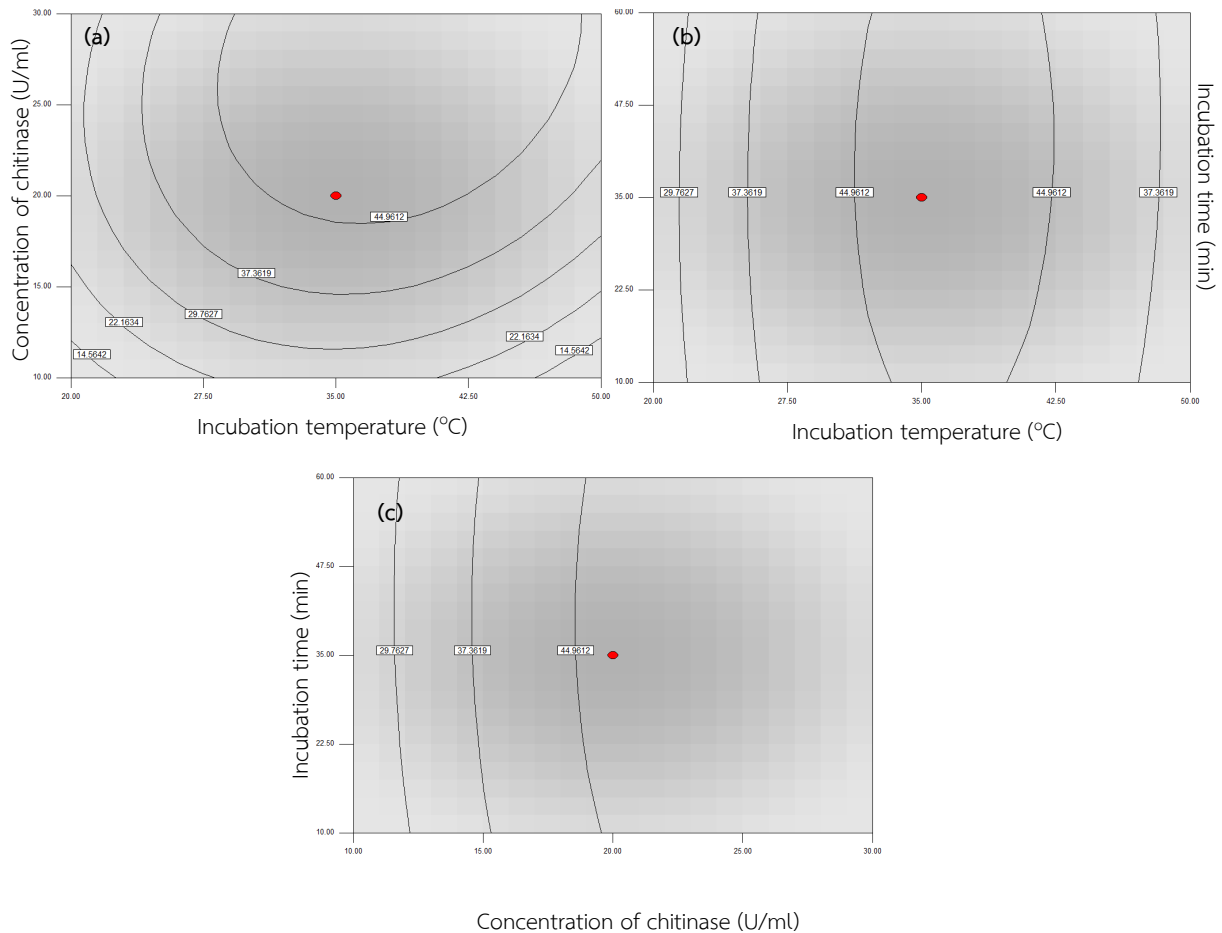 (a)
30.00
25.00
20.00
15.00
10.00
Concentration of chitinase (U/ml)
44.9612
37.3619
29.7627
22.1634
14.5642
22.1634
14.5642
20.00 27.50 35.00 42.50 50.00
Incubation temperature (°C)
(b)
60.00
47.50
35.00
22.50
10.00
Incubation time (min)
29.7627 37.3619 44.9612 44.9612 37.3619
20.00 27.50 35.00 42.50 50.00
Incubation temperature (°C)
(c)
60.00
47.50
35.00
22.50
10.00
Incubation time (min)
29.7627 37.3619 44.9612
10.00 15.00 20.00 25.00 30.00
Concentration of chitinase (U/ml)